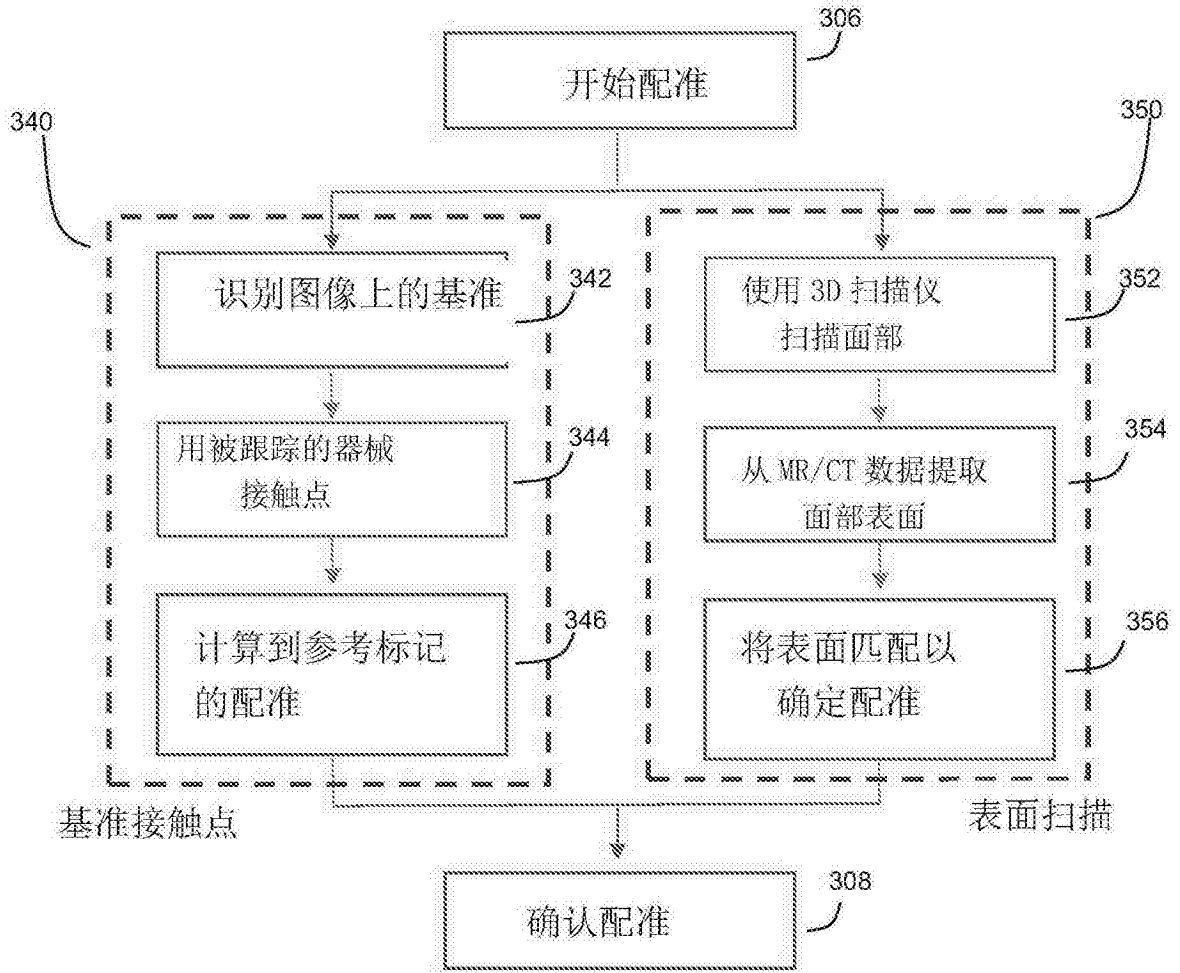 306
开始配准
340
350
识别图像上的基准
342
用被跟踪的器械
接触点
344
计算到参考标记
的配准
346
基准接触点
使用 3D 扫描仪
扫描面部
352
从 MR/CT 数据提取
面部表面
354
将表面匹配以
确定配准
356
表面扫描
308
确认配准